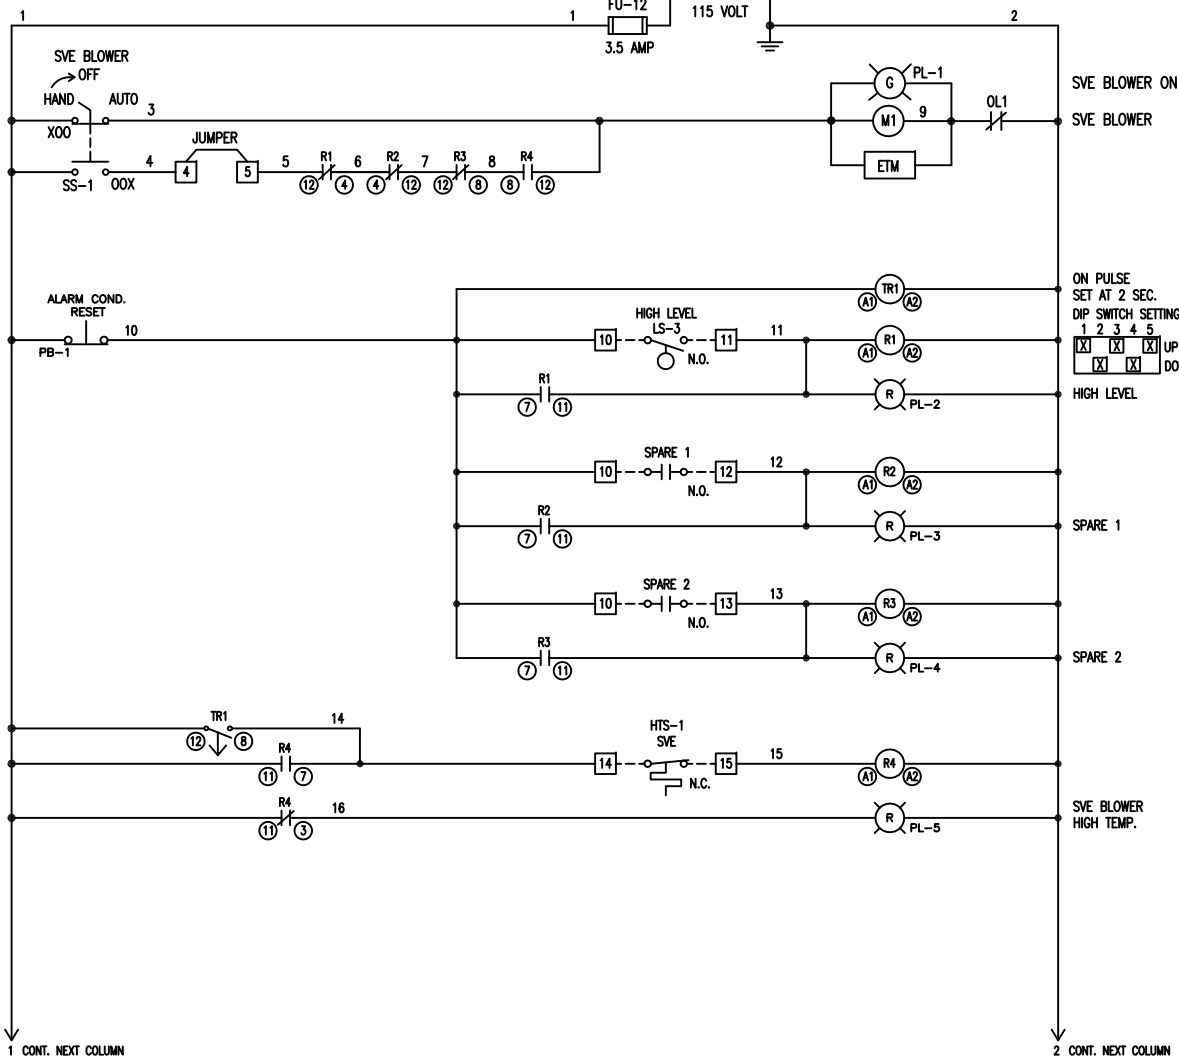 FU-12
115 VOLT
1
1
2
3.5 AMP
SVE BLOWER
OFF
HAND
AUTO
3
X00
JUMPER
4
4
5
5
R1
6
R2
7
R3
8
R4
12
4
4
12
12
8
8
12
SS-1
00X
G
PL-1
SVE BLOWER ON
M1
9
OL1
SVE BLOWER
ETM
ALARM COND.
RESET
10
PB-1
TR1
A1
A2
ON PULSE
SET AT 2 SEC.
DIP SWITCH SETTING
1 2 3 4 5
X X X UP
X X DO
HIGH LEVEL
LS-3
10
11
N.O.
11
R1
A1
A2
R1
7
11
R
PL-2
HIGH LEVEL
SPARE 1
10
12
N.O.
12
R2
A1
A2
R2
7
11
R
PL-3
SPARE 1
SPARE 2
10
13
N.O.
13
R3
A1
A2
R3
7
11
R
PL-4
SPARE 2
TR1
14
12
8
R4
11
7
HTS-1
SVE
14
15
N.C.
15
R4
A1
A2
R4
16
11
3
R
PL-5
SVE BLOWER
HIGH TEMP.
1 CONT. NEXT COLUMN
2 CONT. NEXT COLUMN